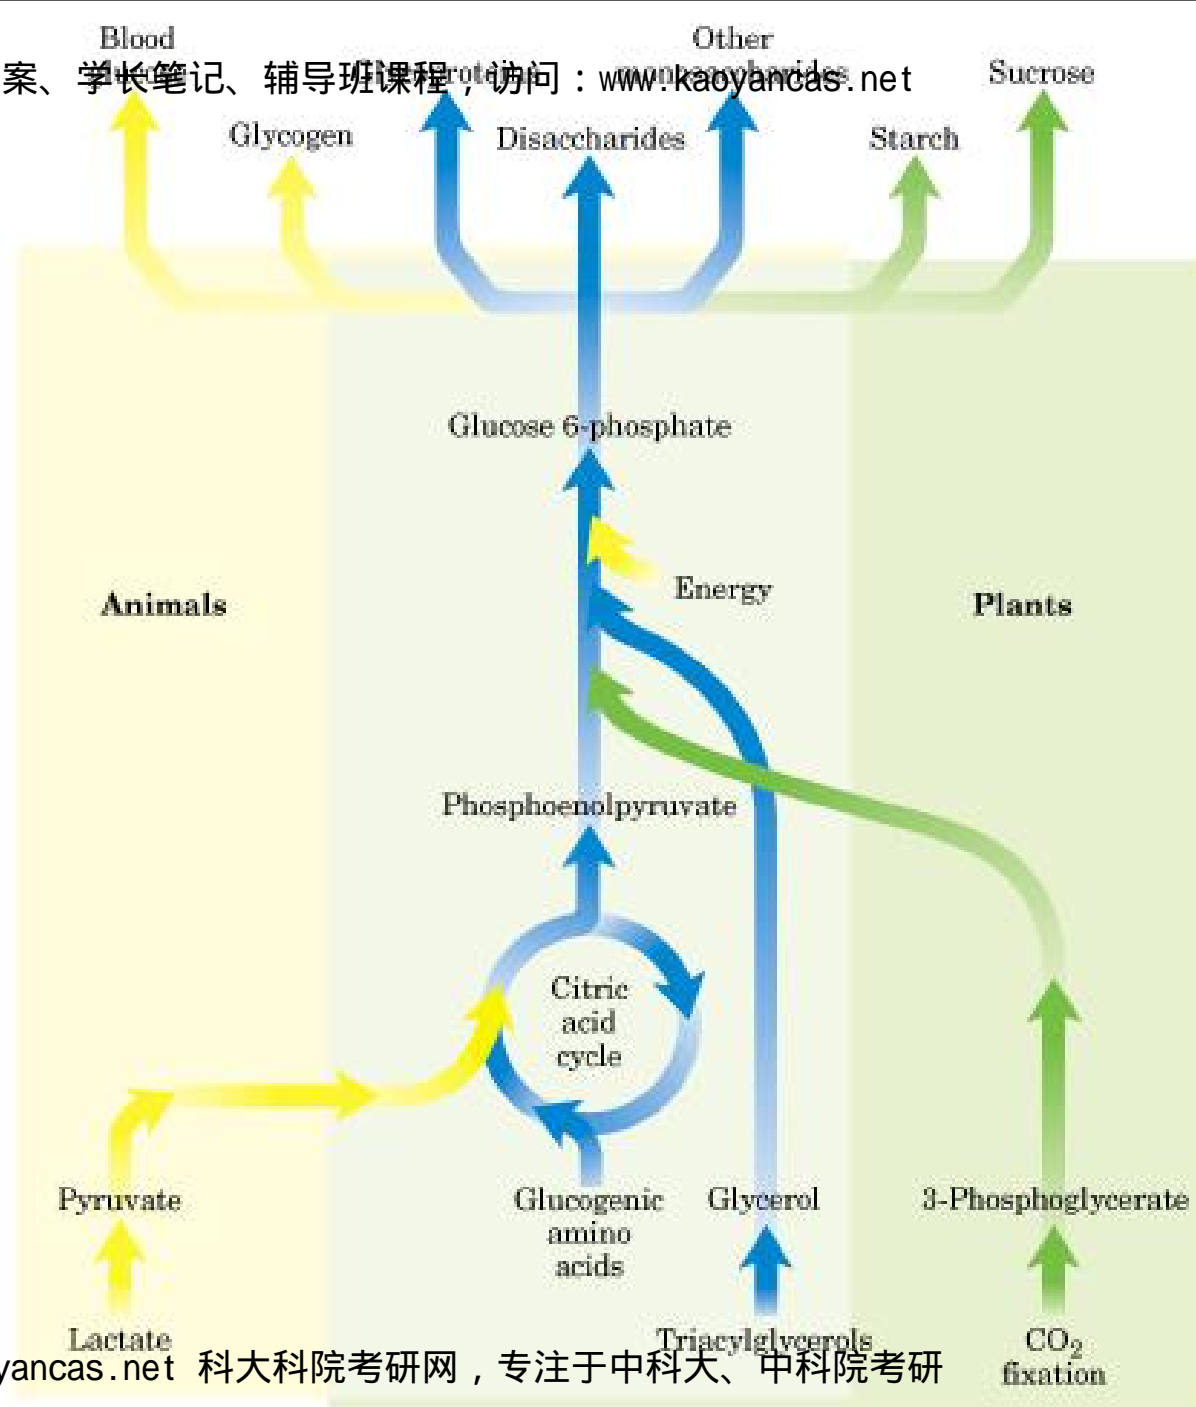 Blood
Other
案、学长笔记、辅导班课程，访问：www.kaoyancas.net
Sucrose
Glycogen
Disaccharides
Starch
Glucose 6-phosphate
Energy
Animals
Plants
Phosphoenolpyruvate
Citric
acid
cycle
Pyruvate
Glucogenic
amino
acids
Glycerol
3-Phosphoglycerate
Lactate
Triacylglycerols
CO₂
fixation
yancas.net 科大科院考研网，专注于中科大、中科院考研